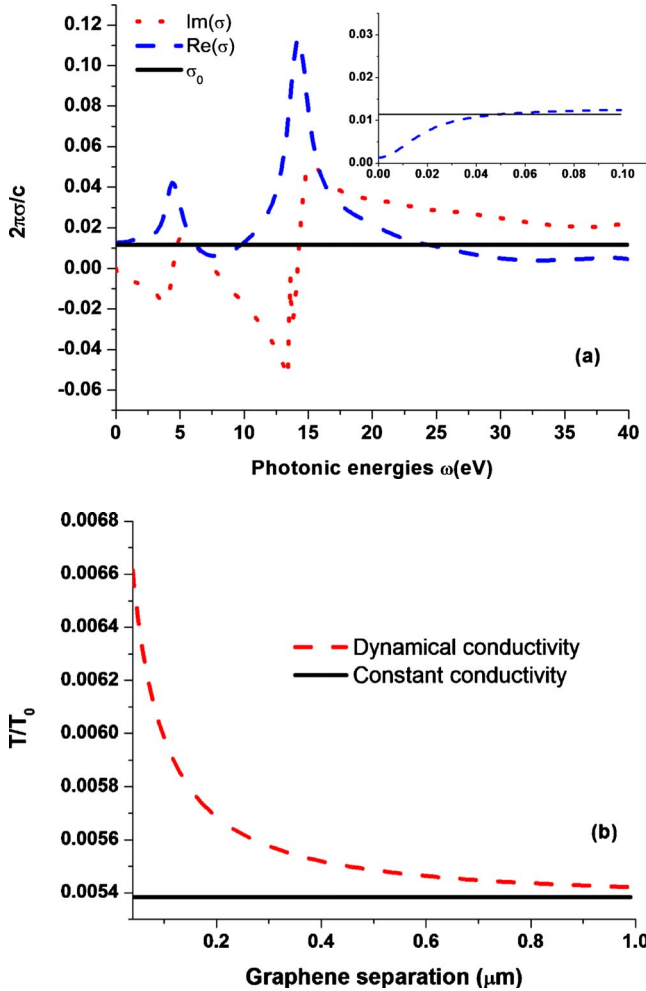 0.12
0.10
0.08
0.06
0.04
0.02
0.00
-0.02
-0.04
-0.06
2πσ/c
Im(σ)
Re(σ)
σ0
0.03
0.02
0.01
0.00
0.00 0.02 0.04 0.06 0.08 0.10
(a)
0 5 10 15 20 25 30 35 40
Photonic energies ω(eV)
0.0068
0.0066
0.0064
0.0062
0.0060
0.0058
0.0056
0.0054
T/T0
Dynamical conductivity
Constant conductivity
(b)
0.2 0.4 0.6 0.8 1.0
Graphene separation (μm)